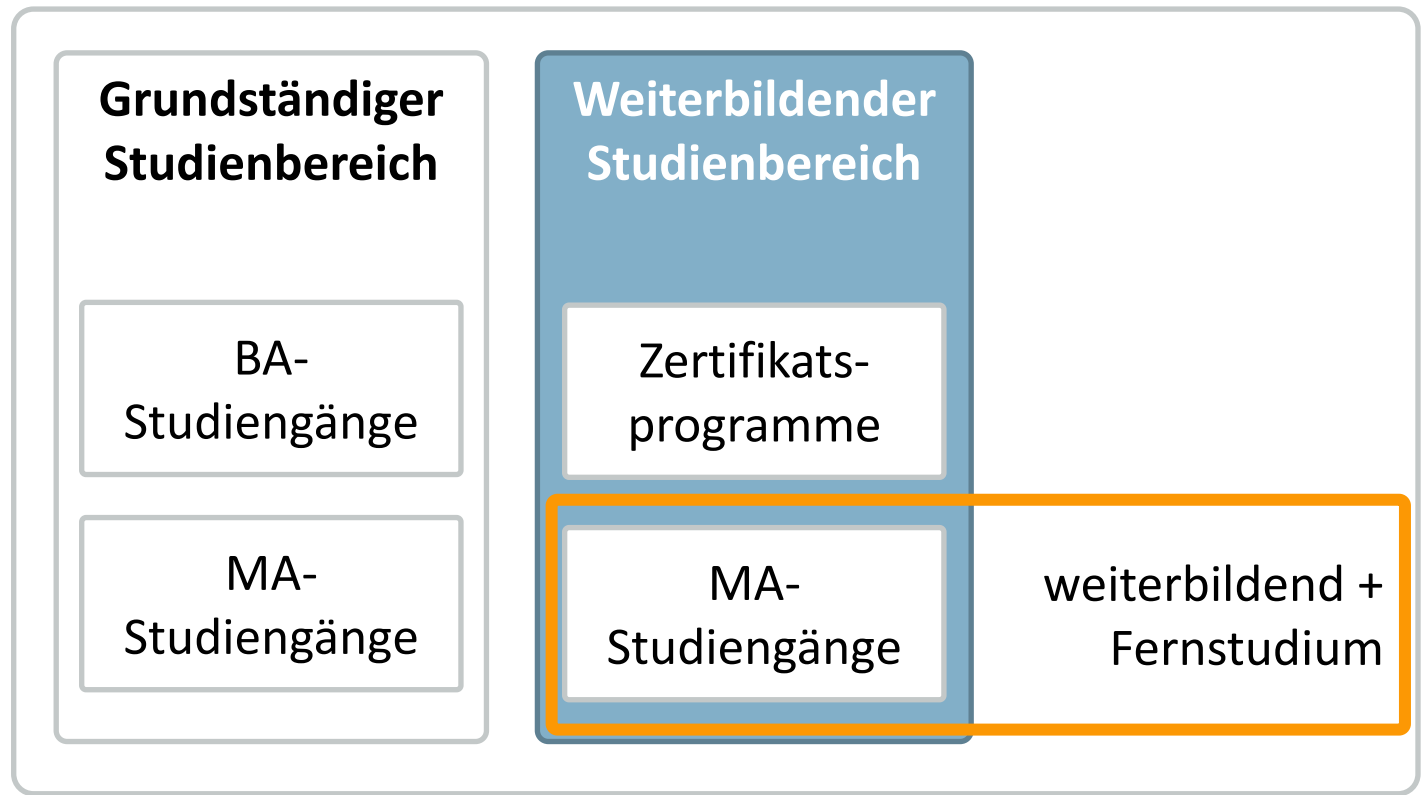 Grundständiger
Studienbereich
BA-
Studiengänge
MA-
Studiengänge
Weiterbildender
Studienbereich
Zertifikats-
programme
MA-
Studiengänge
weiterbildend +
Fernstudium